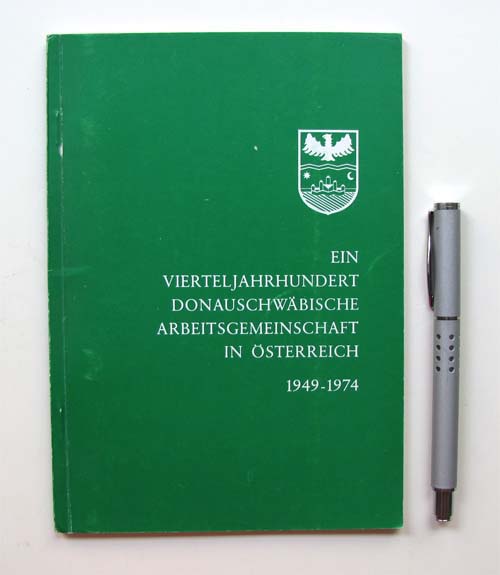 EIN
VIERTELJAHRHUNDERT
DONAUSCHWÄBISCHE
ARBEITSGEMEINSCHAFT
IN ÖSTERREICH
1949-1974